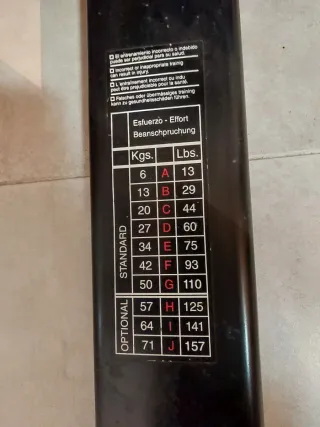 El entrenamiento incorrecto o indebido
puede ser perjudicial para su salud.
Incorrect or inappropriate training
can result in injury.
L'entraînement incorrect ou indu
peut être préjudiciable pour la santé.
Falsches oder übermässiges training
kann zu gesundheitsschäden führen.
Esfuerzo - Effort
Beanschpruchung
Kgs. Lbs.
STANDARD
6 A 13
13 B 29
20 C 44
27 D 60
34 E 75
42 F 93
50 G 110
OPTIONAL
57 H 125
64 I 141
71 J 157